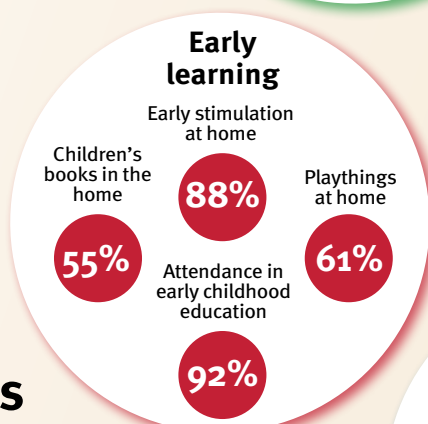 Early
learning
Early stimulation
at home
88%
Children’s
books in the
home
55%
Playthings
at home
61%
Attendance in
early childhood
education
92%
s